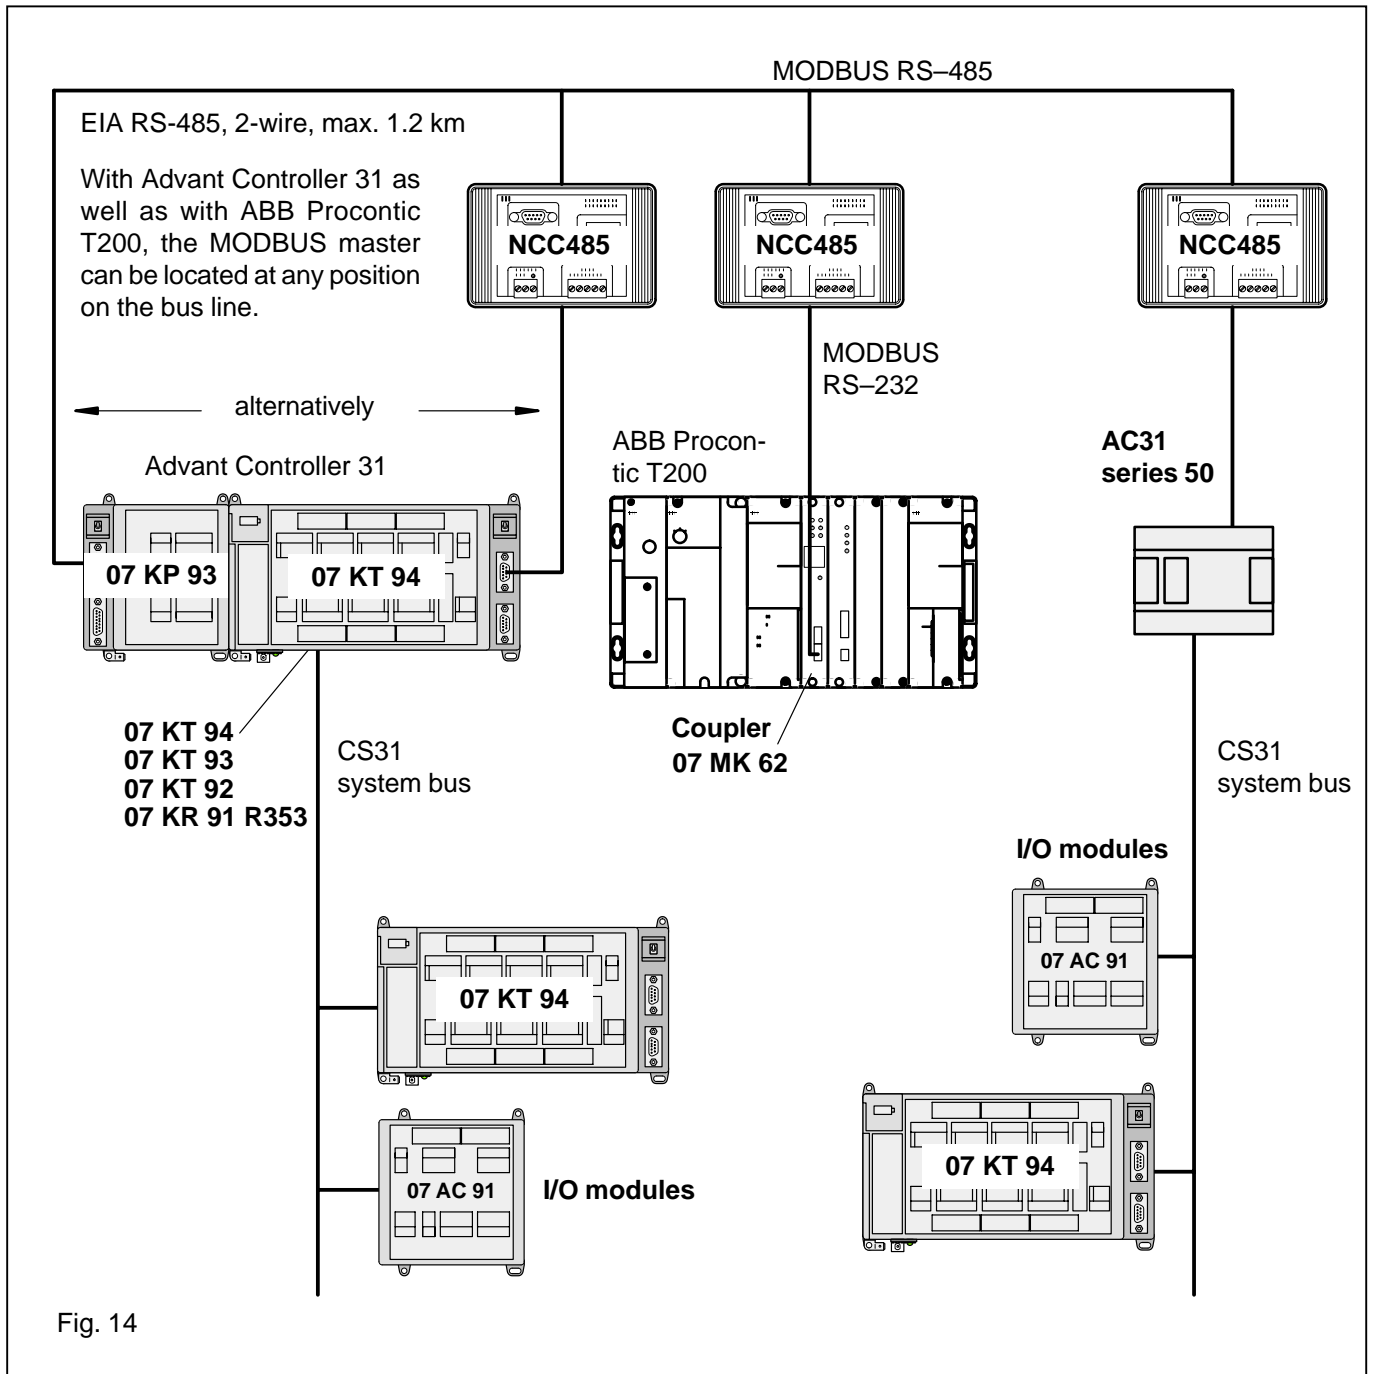 MODBUS RS–485
EIA RS-485, 2-wire, max. 1.2 km
With Advant Controller 31 as
well as with ABB Procontic
T200, the MODBUS master
can be located at any position
on the bus line.
NCC485
NCC485
NCC485
MODBUS
RS–232
alternatively
Advant Controller 31
ABB Procon-
tic T200
AC31
series 50
07 KP 93
07 KT 94
07 KT 94
07 KT 93
07 KT 92
07 KR 91 R353
CS31
system bus
Coupler
07 MK 62
CS31
system bus
I/O modules
07 AC 91
07 KT 94
07 KT 94
07 AC 91
I/O modules
Fig. 14